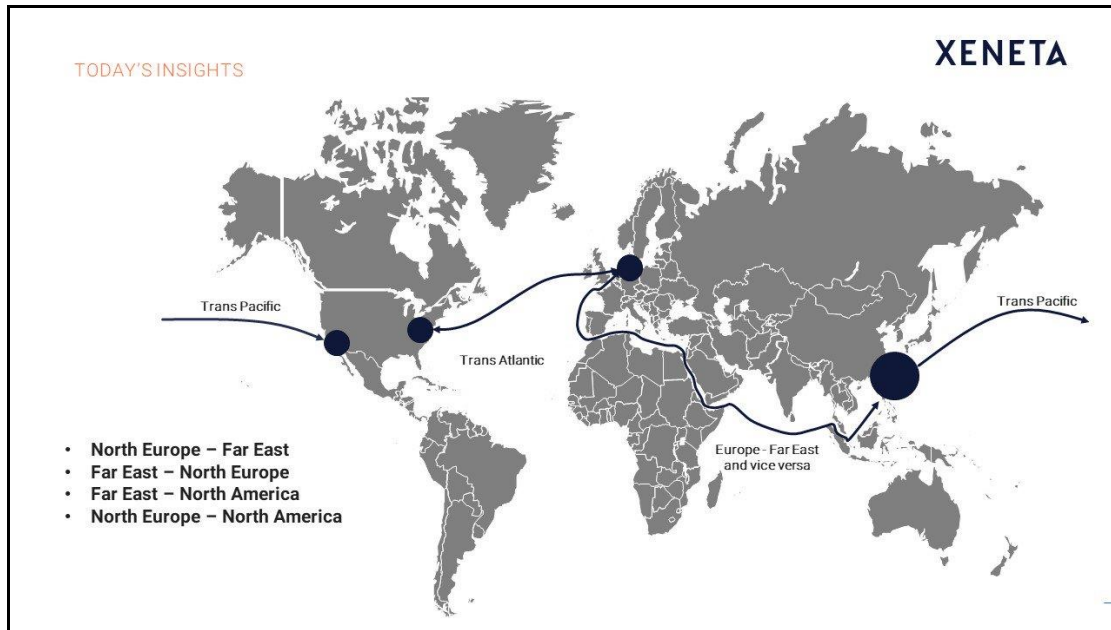 XENETA
TODAY'S INSIGHTS
Trans Pacific
Trans Pacific
Trans Atlantic
Europe - Far East
and vice versa
• North Europe – Far East
• Far East – North Europe
• Far East – North America
• North Europe – North America